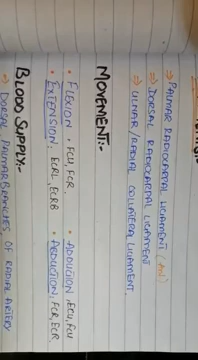 → PALMAR RADIOCARPAL LIGAMENT
→ DORSAL RADIOCARPAL LIGAMENT
→ ULNAR / RADIAL COLLATERAL LIGAMENT
MOVEMENT:-
• FLEXION, FCU, FCR. • ADDUCTION, ECU, FCU
• EXTENSION: ECRL, ECRB • ABDUCTION, FCR, ECR
BLOOD SUPPLY:-
→ DORSAL PALMAR BRANCHES OF RADIAL ARTERY